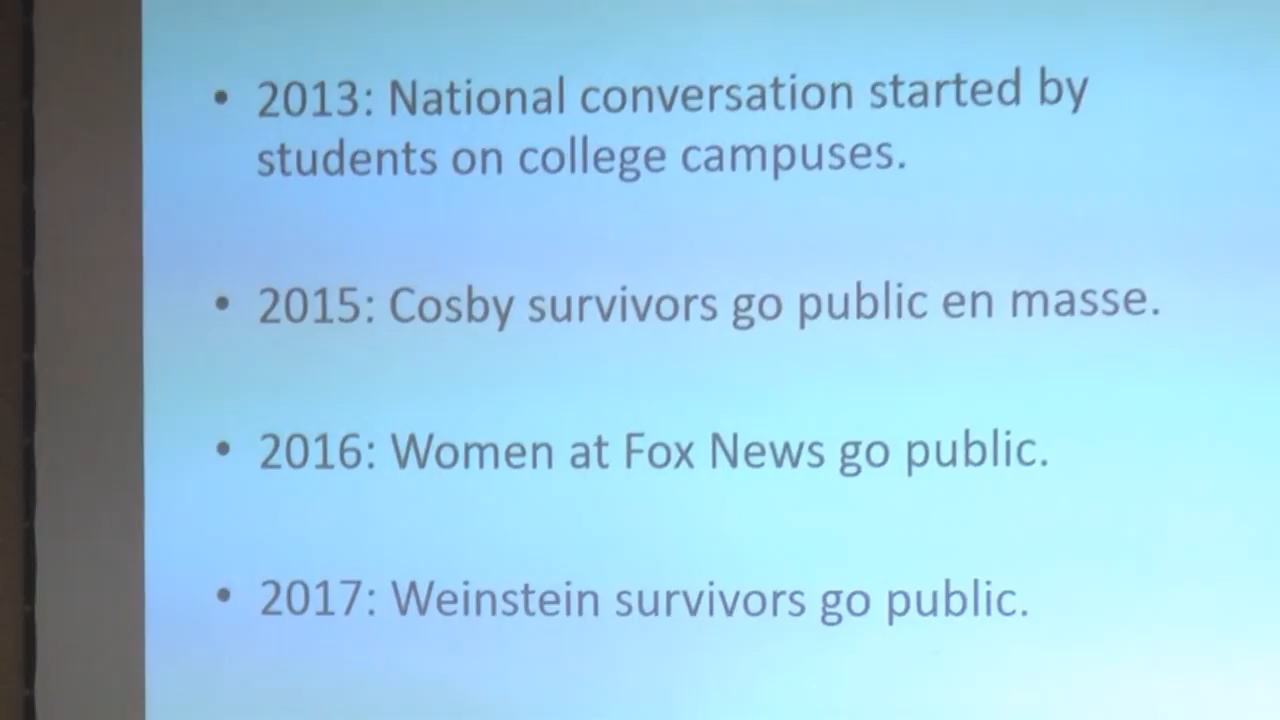 • 2013: National conversation started by
students on college campuses.
• 2015: Cosby survivors go public en masse.
• 2016: Women at Fox News go public.
• 2017: Weinstein survivors go public.